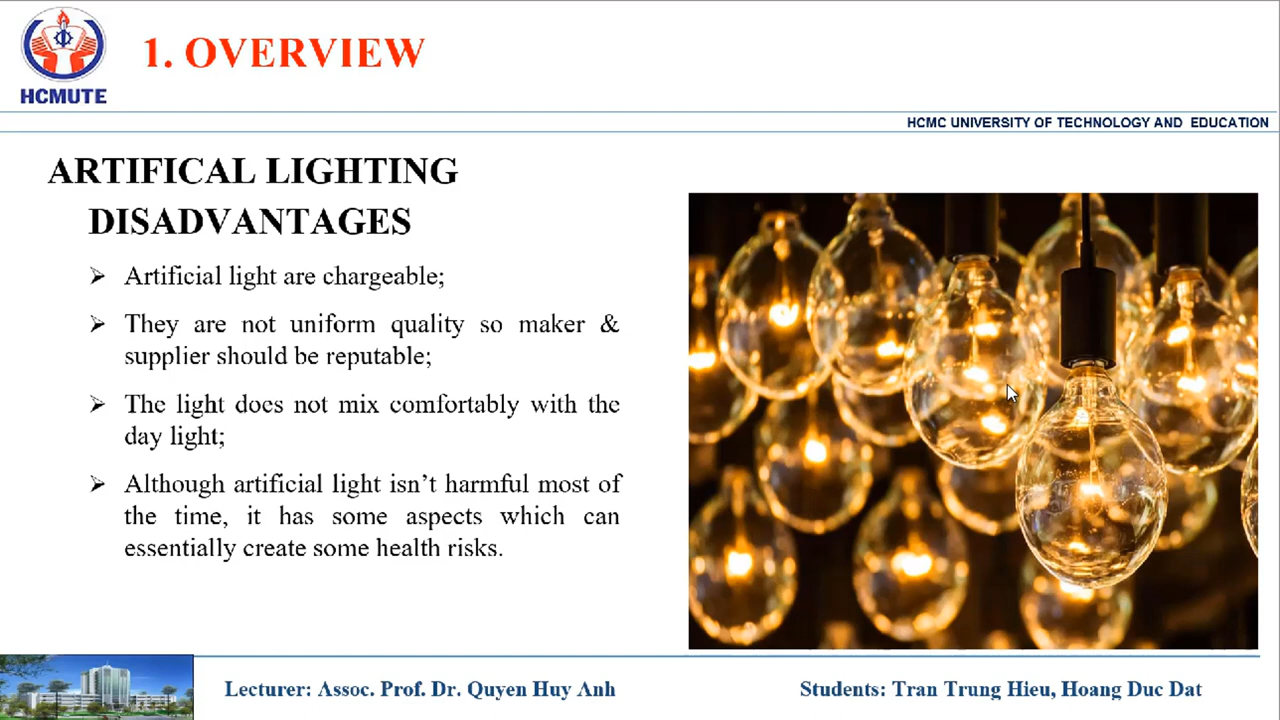 1. OVERVIEW
HCMUTE
HCMC UNIVERSITY OF TECHNOLOGY AND EDUCATION
ARTIFICAL LIGHTING
DISADVANTAGES
➢ Artificial light are chargeable;
➢ They are not uniform quality so maker &
supplier should be reputable;
➢ The light does not mix comfortably with the
day light;
➢ Although artificial light isn’t harmful most of
the time, it has some aspects which can
essentially create some health risks.
Lecturer: Assoc. Prof. Dr. Quyen Huy Anh
Students: Tran Trung Hieu, Hoang Duc Dat